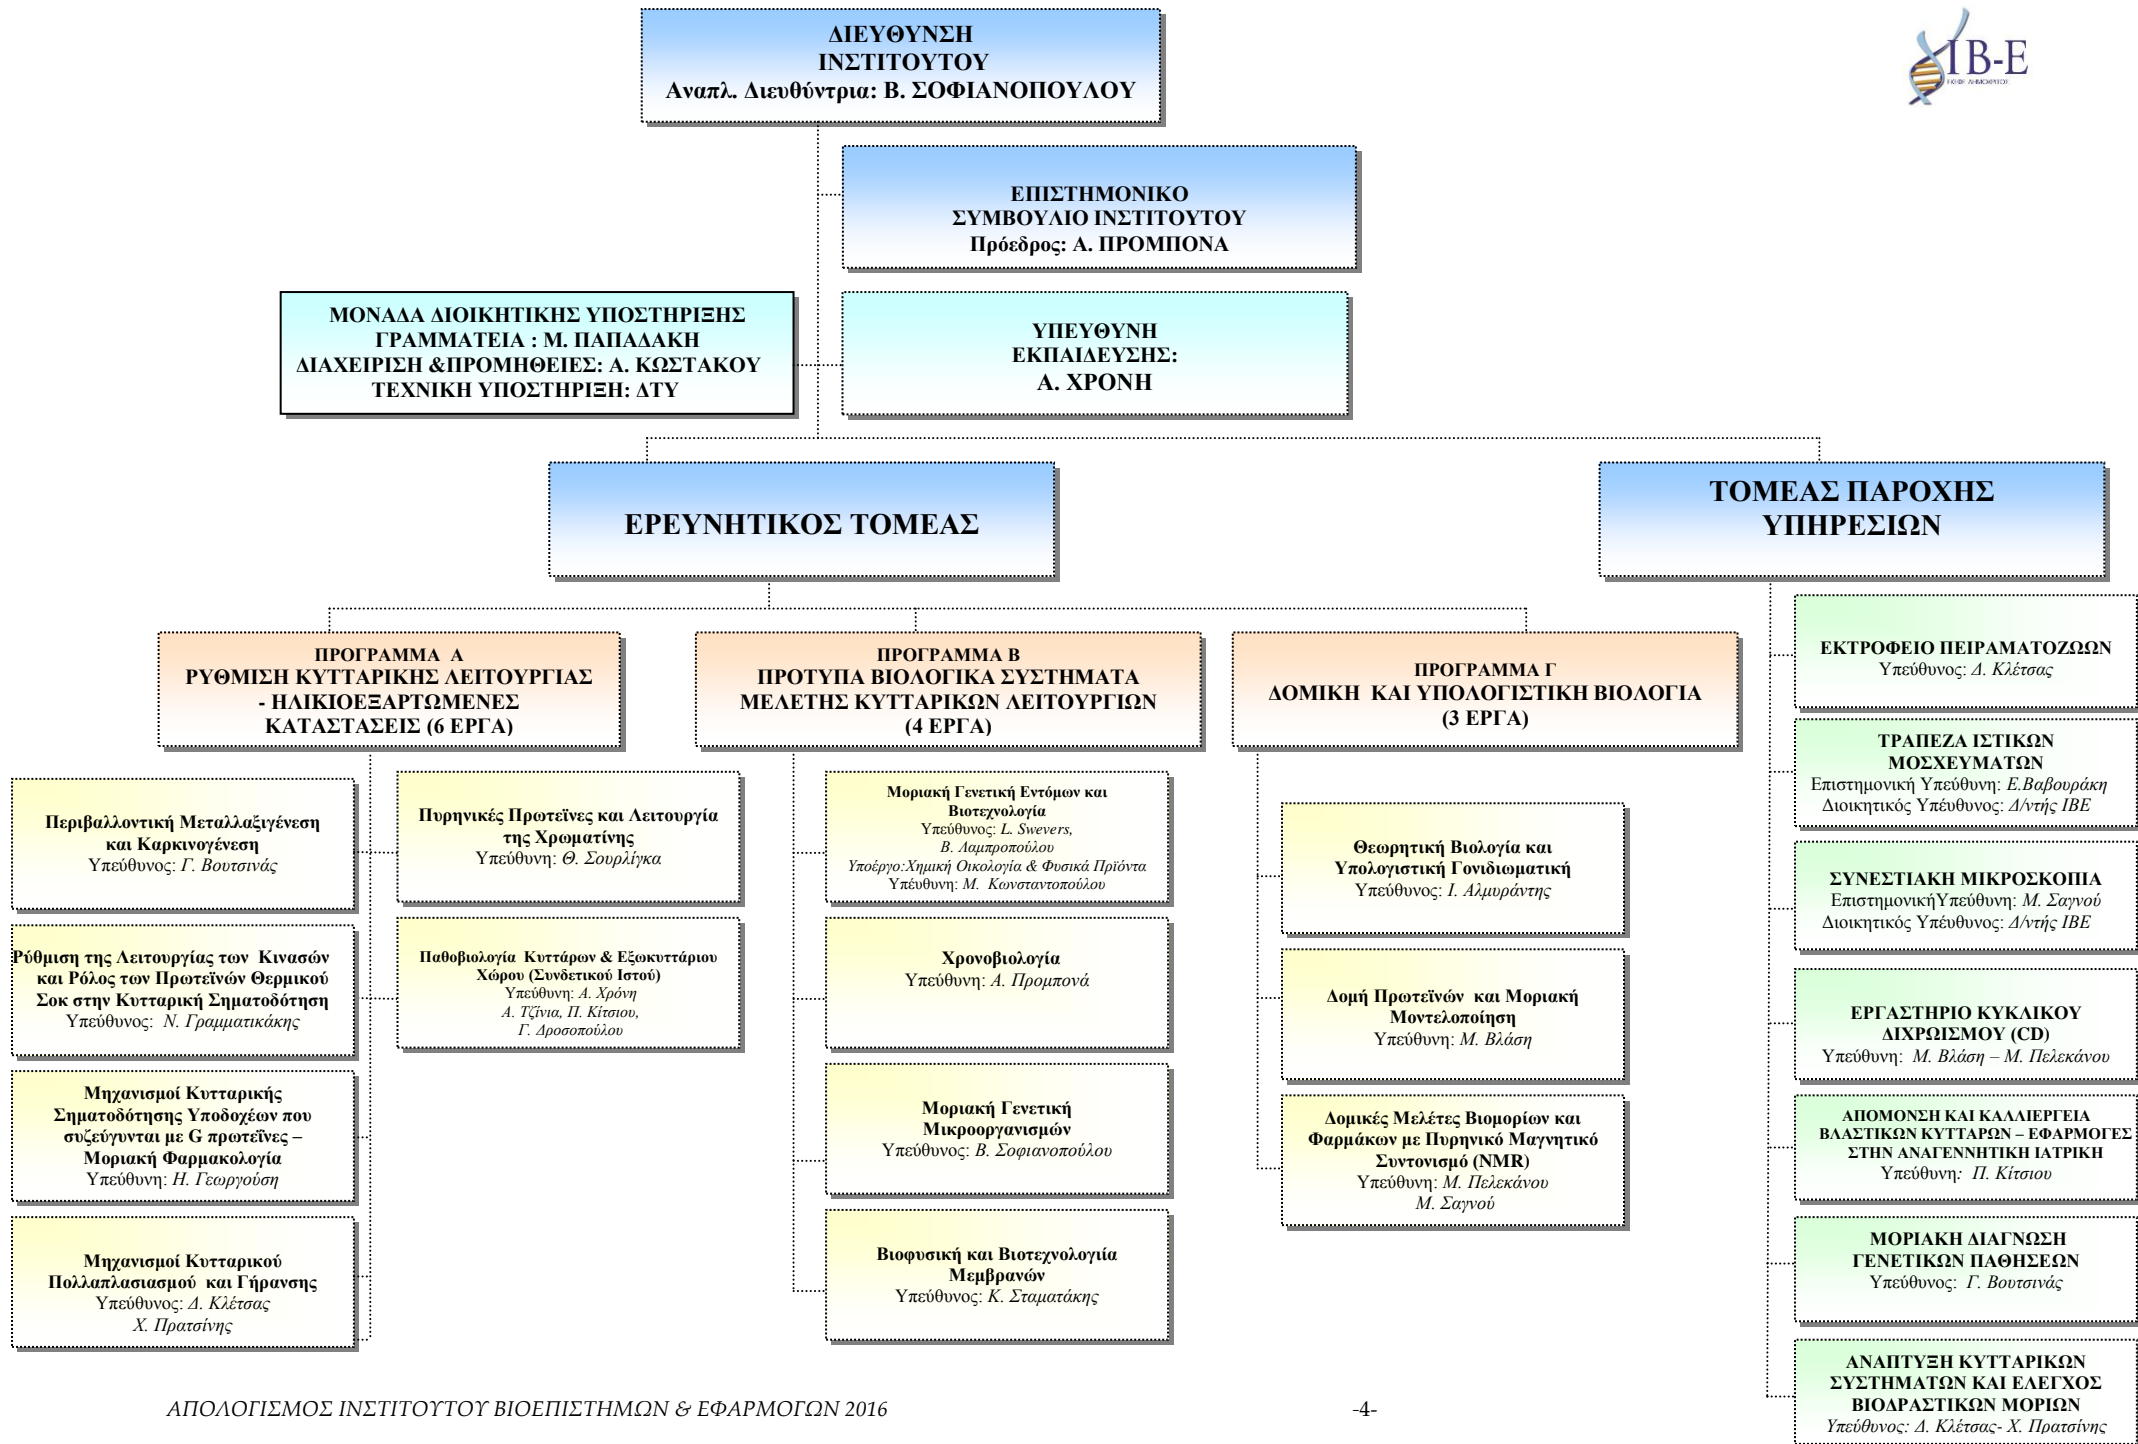 ΔΙΕΥΘΥΝΣΗ
ΙΝΣΤΙΤΟΥΤΟΥ
Αναπλ. Διευθύντρια: Β. ΣΟΦΙΑΝΟΠΟΥΛΟΥ
ΙΒ-Ε
ΕΚΕΦΕ ΔΗΜΟΚΡΙΤΟΣ
ΕΠΙΣΤΗΜΟΝΙΚΟ
ΣΥΜΒΟΥΛΙΟ ΙΝΣΤΙΤΟΥΤΟΥ
Πρόεδρος: Α. ΠΡΟΜΠΟΝΑ
ΜΟΝΑΔΑ ΔΙΟΙΚΗΤΙΚΗΣ ΥΠΟΣΤΗΡΙΞΗΣ
ΓΡΑΜΜΑΤΕΙΑ : Μ. ΠΑΠΑΔΑΚΗ
ΔΙΑΧΕΙΡΙΣΗ &ΠΡΟΜΗΘΕΙΕΣ: Α. ΚΩΣΤΑΚΟΥ
ΤΕΧΝΙΚΗ ΥΠΟΣΤΗΡΙΞΗ: ΔΤΥ
ΥΠΕΥΘΥΝΗ
ΕΚΠΑΙΔΕΥΣΗΣ:
Α. ΧΡΟΝΗ
ΕΡΕΥΝΗΤΙΚΟΣ ΤΟΜΕΑΣ
ΤΟΜΕΑΣ ΠΑΡΟΧΗΣ
ΥΠΗΡΕΣΙΩΝ
ΠΡΟΓΡΑΜΜΑ Α
ΡΥΘΜΙΣΗ ΚΥΤΤΑΡΙΚΗΣ ΛΕΙΤΟΥΡΓΙΑΣ
- ΗΛΙΚΙΟΕΞΑΡΤΩΜΕΝΕΣ
ΚΑΤΑΣΤΑΣΕΙΣ (6 ΕΡΓΑ)
Περιβαλλοντική Μεταλλαξιγένεση
και Καρκινογένεση
Υπεύθυνος: Γ. Βουτσινάς
Ρύθμιση της Λειτουργίας των Κινασών
και Ρόλος των Πρωτεϊνών Θερμικού
Σοκ στην Κυτταρική Σηματοδότηση
Υπεύθυνος: Ν. Γραμματικάκης
Μηχανισμοί Κυτταρικής
Σηματοδότησης Υποδοχέων που
συζεύγυνται με G πρωτεΐνες –
Μοριακή Φαρμακολογία
Υπεύθυνη: Η. Γεωργούση
Μηχανισμοί Κυτταρικού
Πολλαπλασιασμού και Γήρανσης
Υπεύθυνος: Δ. Κλέτσας
Χ. Πρατσίνης
Πυρηνικές Πρωτεϊνες και Λειτουργία
της Χρωματίνης
Υπεύθυνη: Θ. Σουρλίγκα
Παθοβιολογία Κυττάρων & Εξωκυττάριου
Χώρου (Συνδετικού Ιστού)
Υπεύθυνη: Α. Χρόνη
Α. Τζίνια, Π. Κίτσιου,
Γ. Δροσοπούλου
ΠΡΟΓΡΑΜΜΑ Β
ΠΡΟΤΥΠΑ ΒΙΟΛΟΓΙΚΑ ΣΥΣΤΗΜΑΤΑ
ΜΕΛΕΤΗΣ ΚΥΤΤΑΡΙΚΩΝ ΛΕΙΤΟΥΡΓΙΩΝ
(4 ΕΡΓΑ)
Μοριακή Γενετική Εντόμων και
Βιοτεχνολογία
Υπεύθυνος: L. Swevers,
Β. Λαμπροπούλου
Υποέργο:Χημική Οικολογία & Φυσικά Πρϊόντα
Υπέυθυνη: Μ. Κωνσταντοπούλου
Χρονοβιολογία
Υπεύθυνη: Α. Προμπονά
Μοριακή Γενετική
Μικροοργανισμών
Υπεύθυνος: Β. Σοφιανοπούλου
Βιοφυσική και Βιοτεχνολογιία
Μεμβρανών
Υπεύθυνος: Κ. Σταματάκης
ΠΡΟΓΡΑΜΜΑ Γ
ΔΟΜΙΚΗ ΚΑΙ ΥΠΟΛΟΓΙΣΤΙΚΗ ΒΙΟΛΟΓΙΑ
(3 ΕΡΓΑ)
Θεωρητική Βιολογία και
Υπολογιστική Γονιδιωματική
Υπεύθυνος: Ι. Αλμυράντης
Δομή Πρωτεϊνών και Μοριακή
Μοντελοποίηση
Υπεύθυνη: Μ. Βλάση
Δομικές Μελέτες Βιομορίων και
Φαρμάκων με Πυρηνικό Μαγνητικό
Συντονισμό (NMR)
Υπεύθυνη: Μ. Πελεκάνου
Μ. Σαγνού
ΕΚΤΡΟΦΕΙΟ ΠΕΙΡΑΜΑΤΟΖΩΩΝ
Υπεύθυνος: Δ. Κλέτσας
ΤΡΑΠΕΖΑ ΙΣΤΙΚΩΝ
ΜΟΣΧΕΥΜΑΤΩΝ
Επιστημονική Υπεύθυνη: Ε.Βαβουράκη
Διοικητικός Υπέυθυνος: Δ/ντής ΙΒΕ
ΣΥΝΕΣΤΙΑΚΗ ΜΙΚΡΟΣΚΟΠΙΑ
ΕπιστημονικήΥπεύθυνη: Μ. Σαγνού
Διοικητικός Υπέυθυνος: Δ/ντής ΙΒΕ
ΕΡΓΑΣΤΗΡΙΟ ΚΥΚΛΙΚΟΥ
ΔΙΧΡΩΙΣΜΟΥ (CD)
Υπεύθυνη: Μ. Βλάση – Μ. Πελεκάνου
ΑΠΟΜΟΝΣΗ ΚΑΙ ΚΑΛΛΙΕΡΓΕΙΑ
ΒΛΑΣΤΙΚΩΝ ΚΥΤΤΑΡΩΝ – ΕΦΑΡΜΟΓΕΣ
ΣΤΗΝ ΑΝΑΓΕΝΝΗΤΙΚΗ ΙΑΤΡΙΚΗ
Υπεύθυνη: Π. Κίτσιου
ΜΟΡΙΑΚΗ ΔΙΑΓΝΩΣΗ
ΓΕΝΕΤΙΚΩΝ ΠΑΘΗΣΕΩΝ
Υπεύθυνος: Γ. Βουτσινάς
ΑΝΑΠΤΥΞΗ ΚΥΤΤΑΡΙΚΩΝ
ΣΥΣΤΗΜΑΤΩΝ ΚΑΙ ΕΛΕΓΧΟΣ
ΒΙΟΔΡΑΣΤΙΚΩΝ ΜΟΡΙΩΝ
Υπεύθυνος: Δ. Κλέτσας- Χ. Πρατσίνης
ΑΠΟΛΟΓΙΣΜΟΣ ΙΝΣΤΙΤΟΥΤΟΥ ΒΙΟΕΠΙΣΤΗΜΩΝ & ΕΦΑΡΜΟΓΩΝ 2016
-4-